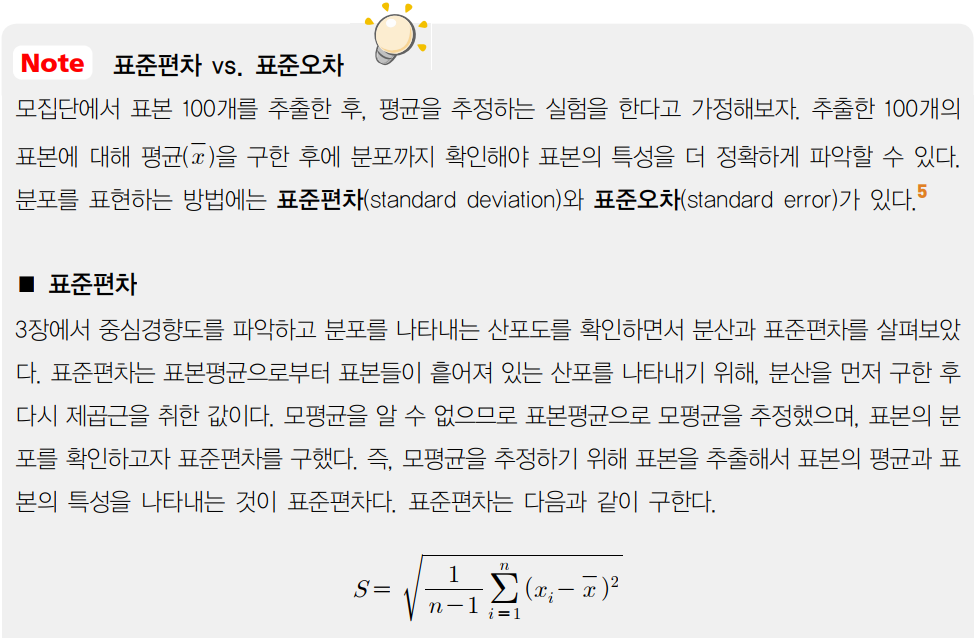 Note 표준편차 vs. 표준오차
모집단에서 표본 100개를 추출한 후, 평균을 추정하는 실험을 한다고 가정해보자. 추출한 100개의
표본에 대해 평균(x̄)을 구한 후에 분포까지 확인해야 표본의 특성을 더 정확하게 파악할 수 있다.
분포를 표현하는 방법에는 표준편차(standard deviation)와 표준오차(standard error)가 있다.5
■ 표준편차
3장에서 중심경향도를 파악하고 분포를 나타내는 산포도를 확인하면서 분산과 표준편차를 살펴보았
다. 표준편차는 표본평균으로부터 표본들이 흩어져 있는 산포를 나타내기 위해, 분산을 먼저 구한 후
다시 제곱근을 취한 값이다. 모평균을 알 수 없으므로 표본평균으로 모평균을 추정했으며, 표본의 분
포를 확인하고자 표준편차를 구했다. 즉, 모평균을 추정하기 위해 표본을 추출해서 표본의 평균과 표
본의 특성을 나타내는 것이 표준편차다. 표준편차는 다음과 같이 구한다.
S = √(1/(n−1) ∑_{i=1}^{n} (x_i − x̄)²)